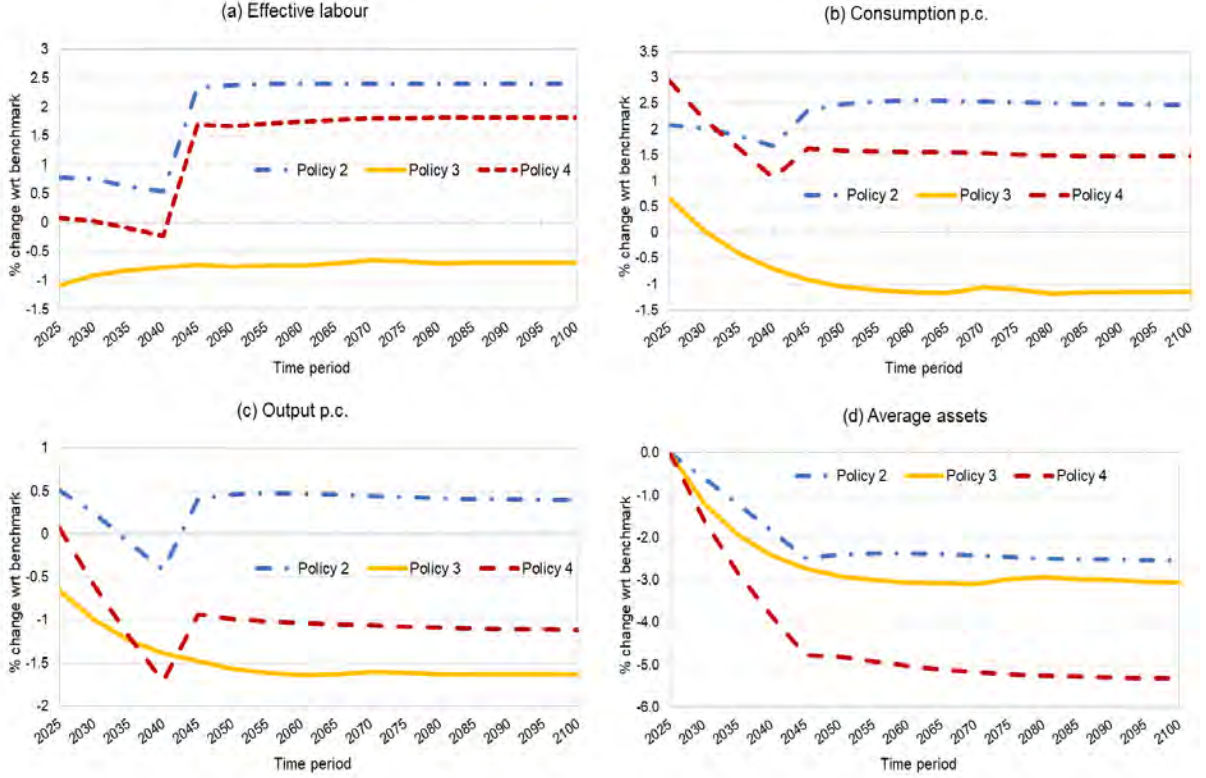 (a) Effective labour
% change wrt benchmark
3
2.5
2
1.5
1
0.5
0
-0.5
-1
-1.5
Policy 2 Policy 3 Policy 4
2025 2030 2035 2040 2045 2050 2055 2060 2065 2070 2075 2080 2085 2090 2095 2100
Time period
(b) Consumption p.c.
% change wrt benchmark
3.5
3
2.5
2
1.5
1
0.5
0
-0.5
-1
-1.5
Policy 2 Policy 3 Policy 4
2025 2030 2035 2040 2045 2050 2055 2060 2065 2070 2075 2080 2085 2090 2095 2100
Time period
(c) Output p.c.
% change wrt benchmark
1
0.5
0
-0.5
-1
-1.5
-2
Policy 2 Policy 3 Policy 4
2025 2030 2035 2040 2045 2050 2055 2060 2065 2070 2075 2080 2085 2090 2095 2100
Time period
(d) Average assets
% change wrt benchmark
0.0
-1.0
-2.0
-3.0
-4.0
-5.0
-6.0
Policy 2 Policy 3 Policy 4
2025 2030 2035 2040 2045 2050 2055 2060 2065 2070 2075 2080 2085 2090 2095 2100
Time period